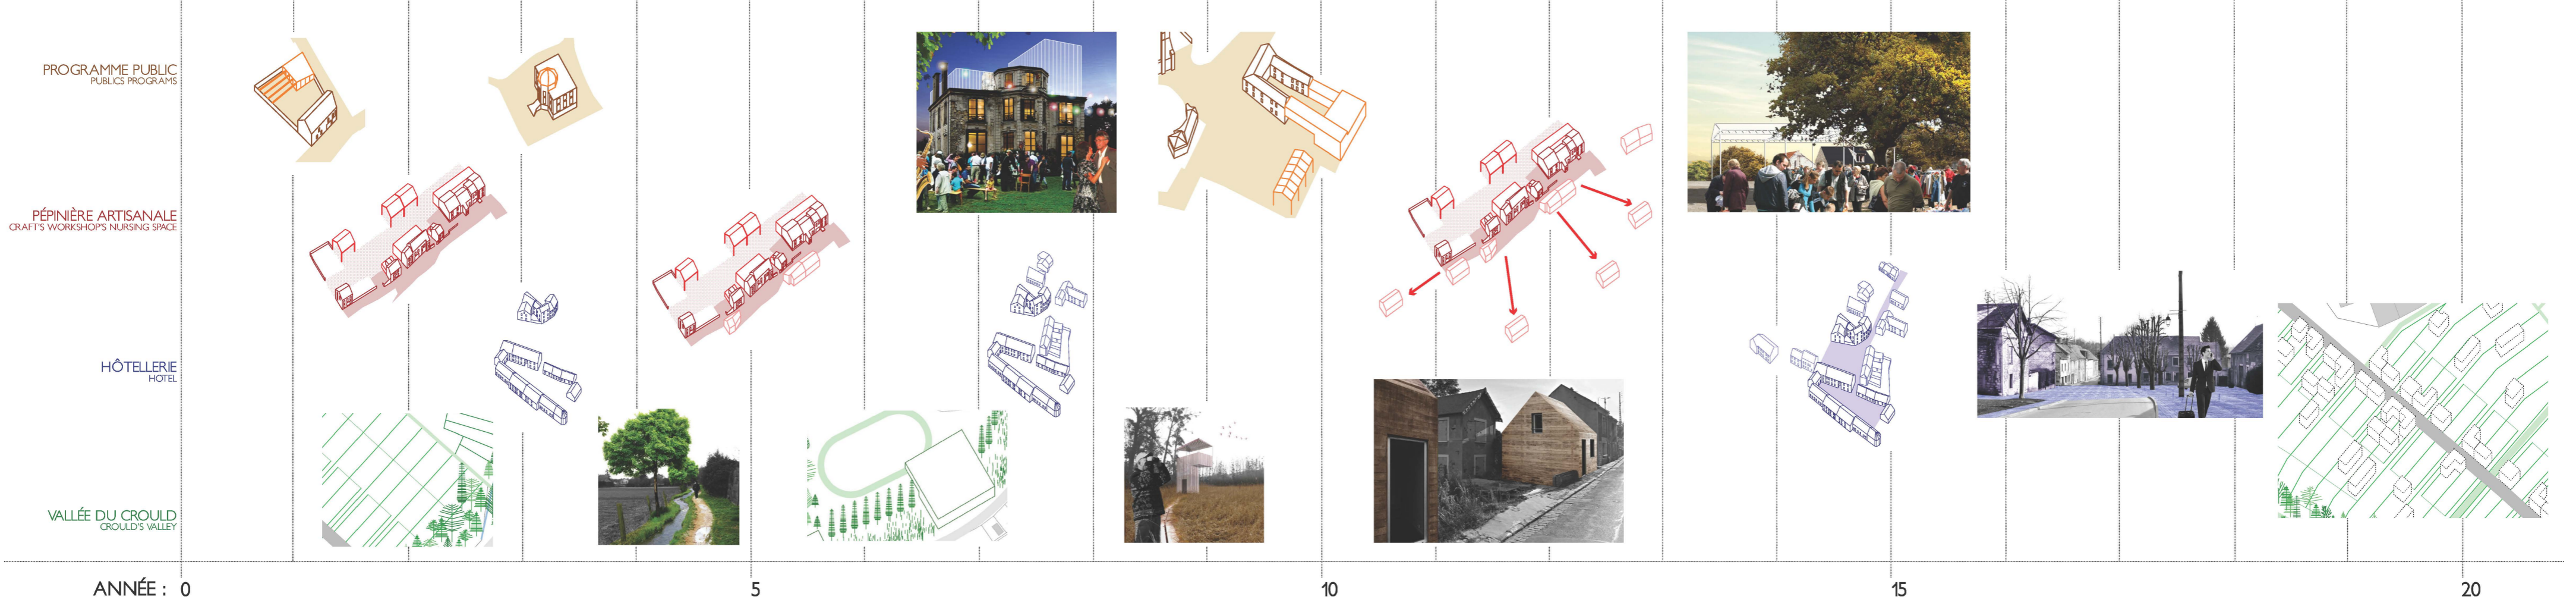 PROGRAMME PUBLIC
PUBLICS PROGRAMS
PÉPINIÈRE ARTISANALE
CRAFT'S WORKSHOP'S NURSING SPACE
HÔTELLERIE
HOTEL
VALLÉE DU CROULD
CROULD'S VALLEY
ANNÉE : 0 5 10 15 20